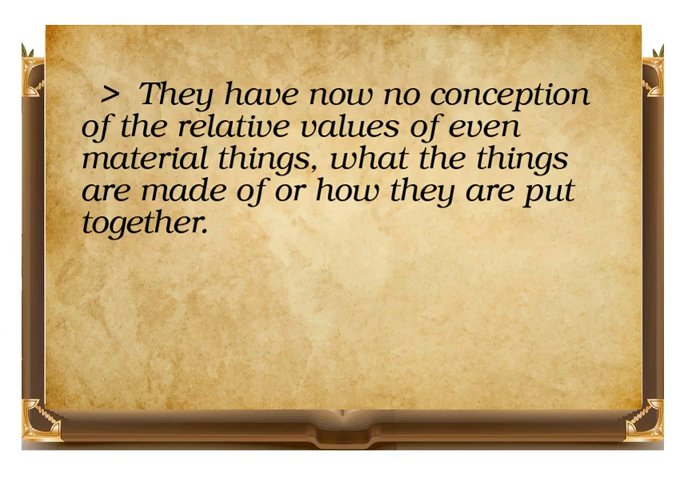 > They have now no conception
of the relative values of even
material things, what the things
are made of or how they are put
together.